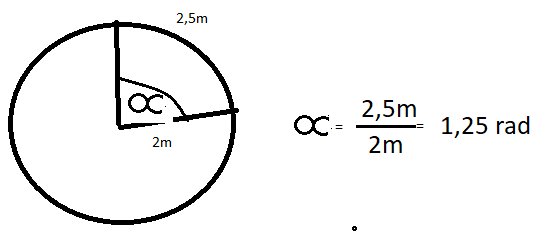 2,5m
α
2m
α = 2,5m
2m = 1,25 rad